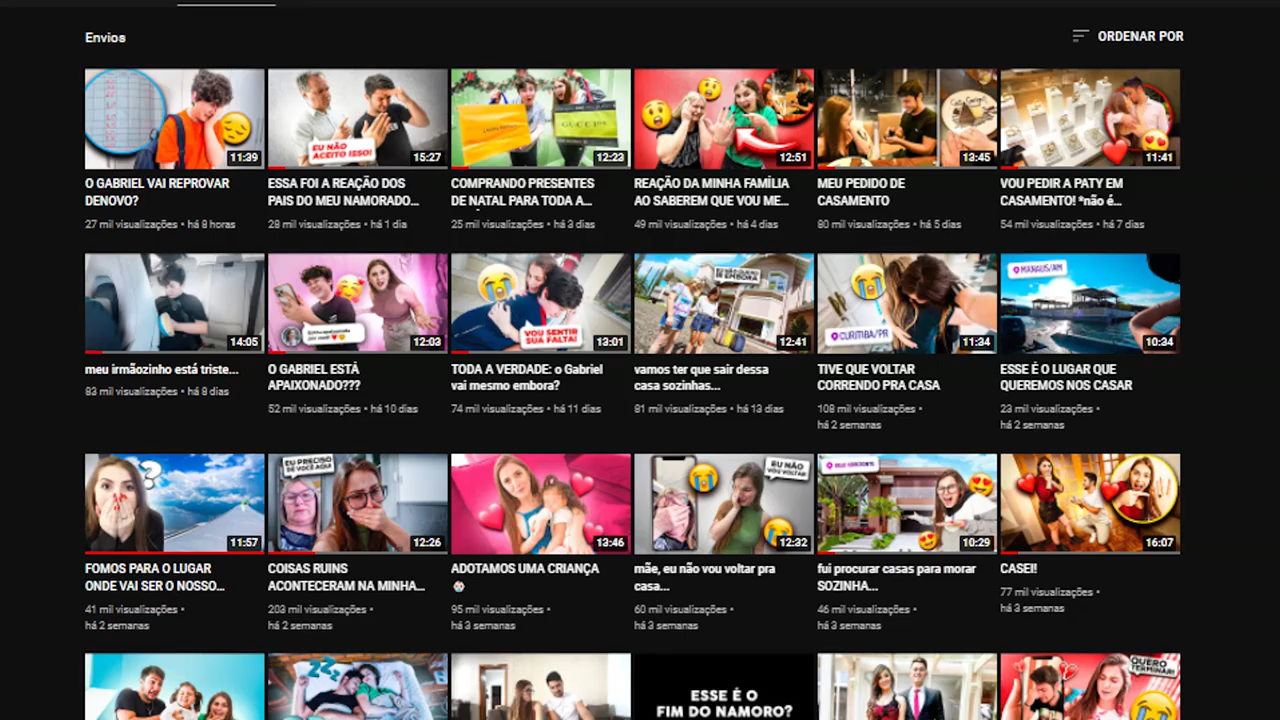 Envios
ORDENAR POR
EU NÃO
ACEITO ISSO!
GUCCI
11:39
15:27
12:23
12:51
13:45
11:41
O GABRIEL VAI REPROVAR
DENOVO?
27 mil visualizações • há 8 horas
ESSA FOI A REAÇÃO DOS
PAIS DO MEU NAMORADO...
28 mil visualizações • há 1 dia
COMPRANDO PRESENTES
DE NATAL PARA TODA A...
25 mil visualizações • há 3 dias
REAÇÃO DA MINHA FAMÍLIA
AO SABEREM QUE VOU ME...
49 mil visualizações • há 4 dias
MEU PEDIDO DE
CASAMENTO
80 mil visualizações • há 5 dias
VOU PEDIR A PATY EM
CASAMENTO! *não é...
54 mil visualizações • há 7 dias
VOU SENTIR
SUA FALTA!
IR EMBORA
CURITIBA/PR
MANAUS/AM
14:05
12:03
13:01
12:41
11:34
10:34
meu irmãozinho está triste...
83 mil visualizações • há 8 dias
O GABRIEL ESTÀ
APAIXONADO???
52 mil visualizações • há 10 dias
TODA A VERDADE: o Gabriel
vai mesmo embora?
74 mil visualizações • há 11 dias
vamos ter que sair dessa
casa sozinhas...
81 mil visualizações • há 13 dias
TIVE QUE VOLTAR
CORRENDO PRA CASA
108 mil visualizações •
há 2 semanas
ESSE É O LUGAR QUE
QUEREMOS NOS CASAR
23 mil visualizações •
há 2 semanas
EU PRECISO
DE VOCÊ AQUI
EU NÃO
VOU VOLTAR
11:57
12:26
13:46
12:32
10:29
16:07
FOMOS PARA O LUGAR
ONDE VAI SER O NOSSO...
41 mil visualizações •
há 2 semanas
COISAS RUINS
ACONTECERAM NA MINHA...
203 mil visualizações •
há 2 semanas
ADOTAMOS UMA CRIANÇA
95 mil visualizações •
há 3 semanas
mãe, eu não vou voltar pra
casa...
60 mil visualizações •
há 3 semanas
fui procurar casas para morar
SOZINHA...
46 mil visualizações •
há 3 semanas
CASEI!
77 mil visualizações •
há 3 semanas
ESSE É O
FIM DO NAMORO?
QUERO
TERMINAR!